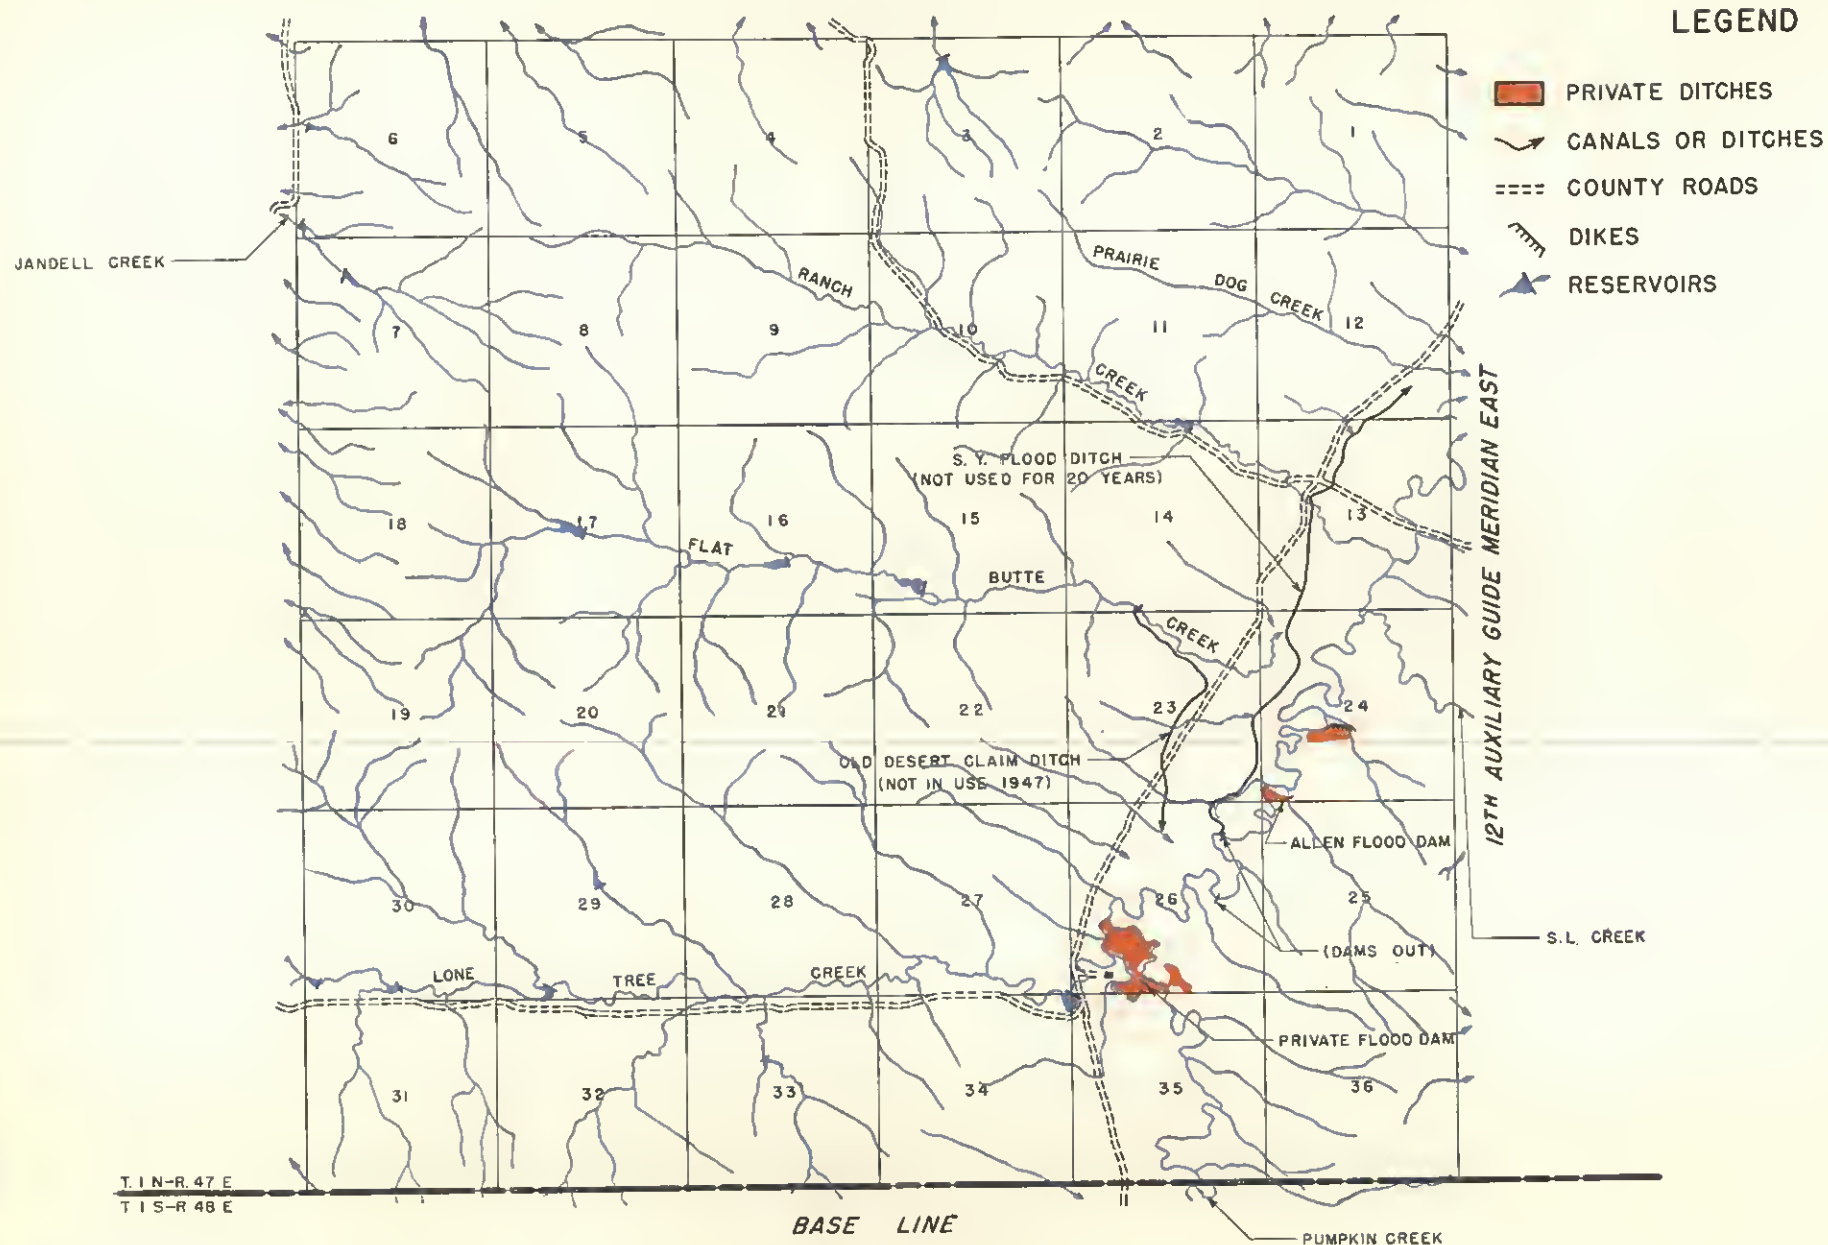 LEGEND
PRIVATE DITCHES
CANALS OR DITCHES
COUNTY ROADS
DIKES
RESERVOIRS
6
5
4
3
2
1
JANDELL CREEK
RANCH
PRAIRIE
DOG
CREEK
7
8
9
10
11
12
CREEK
12TH AUXILIARY GUIDE MERIDIAN EAST
S. Y. FLOOD DITCH
(NOT USED FOR 20 YEARS)
18
17
16
15
14
13
FLAT
BUTTE
CREEK
19
20
21
22
23
24
OLD DESERT CLAIM DITCH
(NOT IN USE 1947)
ALLEN FLOOD DAM
30
29
28
27
26
25
S.L. CREEK
(DAMS OUT)
LONE
TREE
CREEK
PRIVATE FLOOD DAM
31
32
33
34
35
36
T. I N-R. 47 E
T I S-R 48 E
BASE LINE
PUMPKIN CREEK